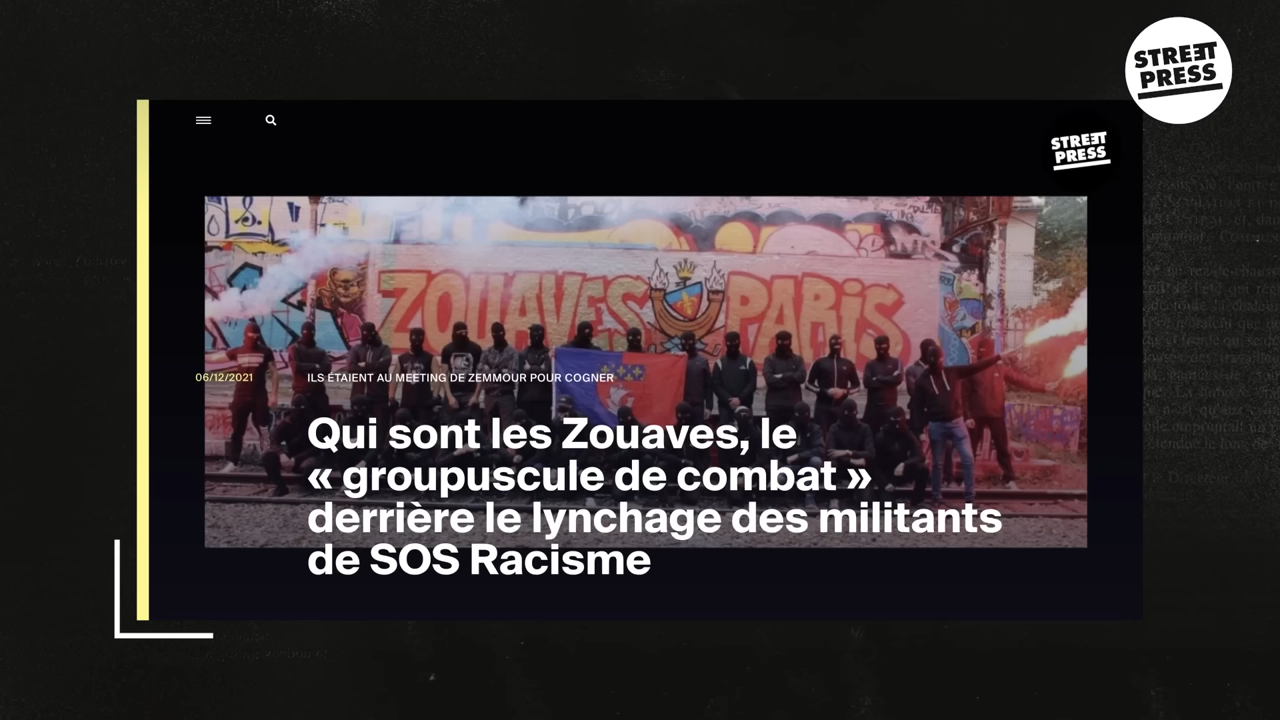 STREET
PRESS
STREET
PRESS
ZOUAVES PARIS
06/12/2021
ILS ÉTAIENT AU MEETING DE ZEMMOUR POUR COGNER
Qui sont les Zouaves, le
« groupuscule de combat »
derrière le lynchage des militants
de SOS Racisme